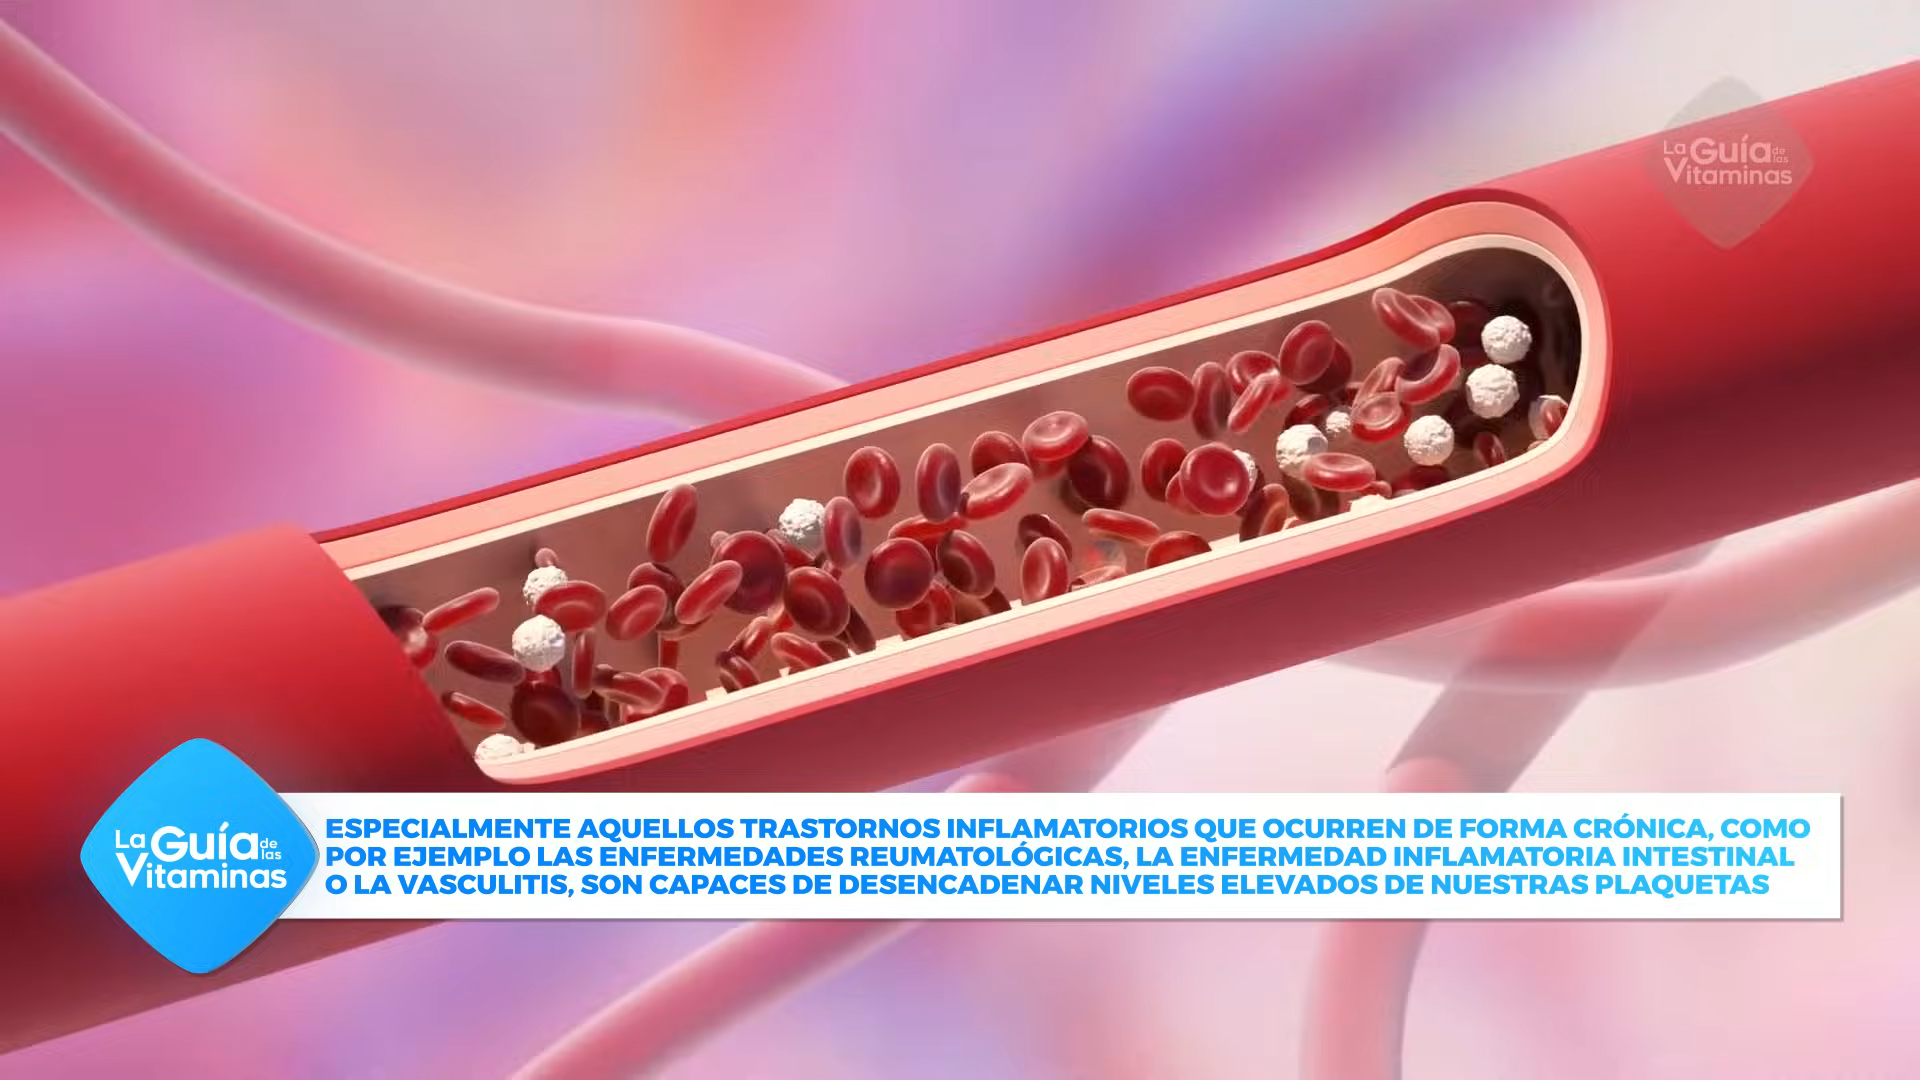 La Guía de las
Vitaminas
La Guía de las
Vitaminas
ESPECIALMENTE AQUELLOS TRASTORNOS INFLAMATORIOS QUE OCURREN DE FORMA CRÓNICA, COMO
POR EJEMPLO LAS ENFERMEDADES REUMATOLÓGICAS, LA ENFERMEDAD INFLAMATORIA INTESTINAL
O LA VASCULITIS, SON CAPACES DE DESENCADENAR NIVELES ELEVADOS DE NUESTRAS PLAQUETAS